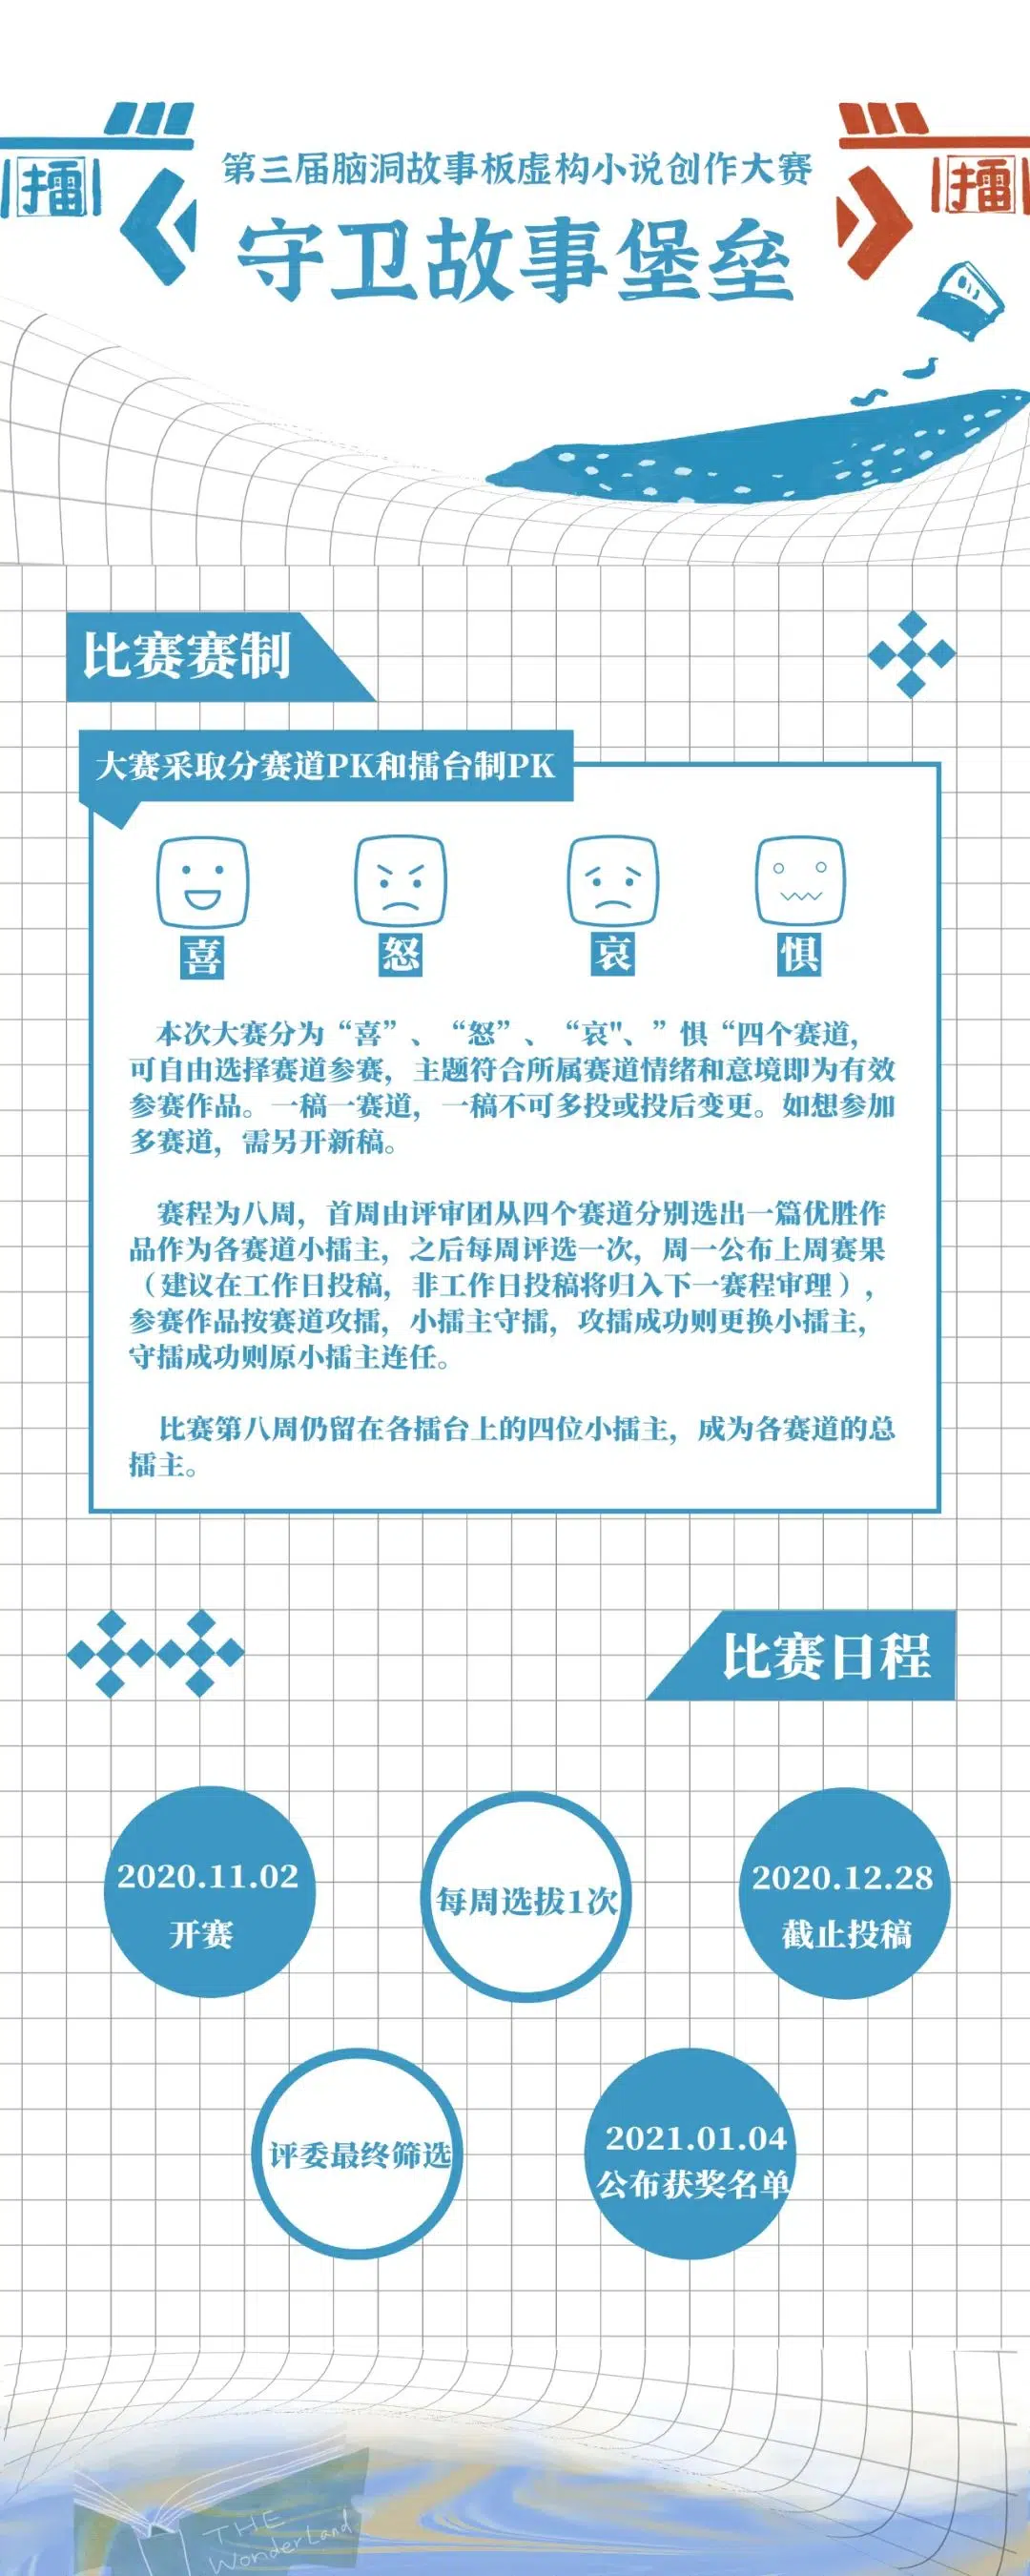 擂
第三届脑洞故事板虚构小说创作大赛
擂
守卫故事堡垒
比赛赛制
大赛采取分赛道PK和擂台制PK
喜
怒
哀
惧
本次大赛分为“喜”、“怒”、“哀"、”惧“四个赛道，
可自由选择赛道参赛，主题符合所属赛道情绪和意境即为有效
参赛作品。一稿一赛道，一稿不可多投或投后变更。如想参加
多赛道，需另开新稿。
赛程为八周，首周由评审团从四个赛道分别选出一篇优胜作
品作为各赛道小擂主，之后每周评选一次，周一公布上周赛果
（建议在工作日投稿，非工作日投稿将归入下一赛程审理），
参赛作品按赛道攻擂，小擂主守擂，攻擂成功则更换小擂主，
守擂成功则原小擂主连任。
比赛第八周仍留在各擂台上的四位小擂主，成为各赛道的总
擂主。
比赛日程
2020.11.02
开赛
每周选拔1次
2020.12.28
截止投稿
评委最终筛选
2021.01.04
公布获奖名单
THE
WonderLand